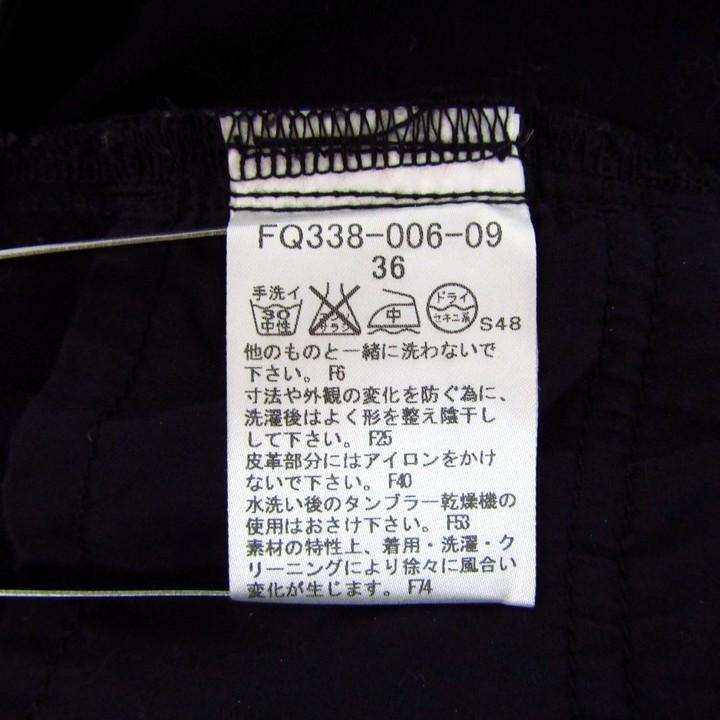 FQ338-006-09
36
手洗イ
30
中性
エンソ
サラシ
中
ドライ
セキユ系
S48
他のものと一緒に洗わないで
下さい。F6
寸法や外観の変化を防ぐ為に、
洗濯後はよく形を整え陰干し
して下さい。F25
皮革部分にはアイロンをかけ
ないで下さい。F40
水洗い後のタンブラー乾燥機の
使用はおさけ下さい。F53
素材の特性上、着用・洗濯・ク
リーニングにより徐々に風合い
変化が生じます。F74